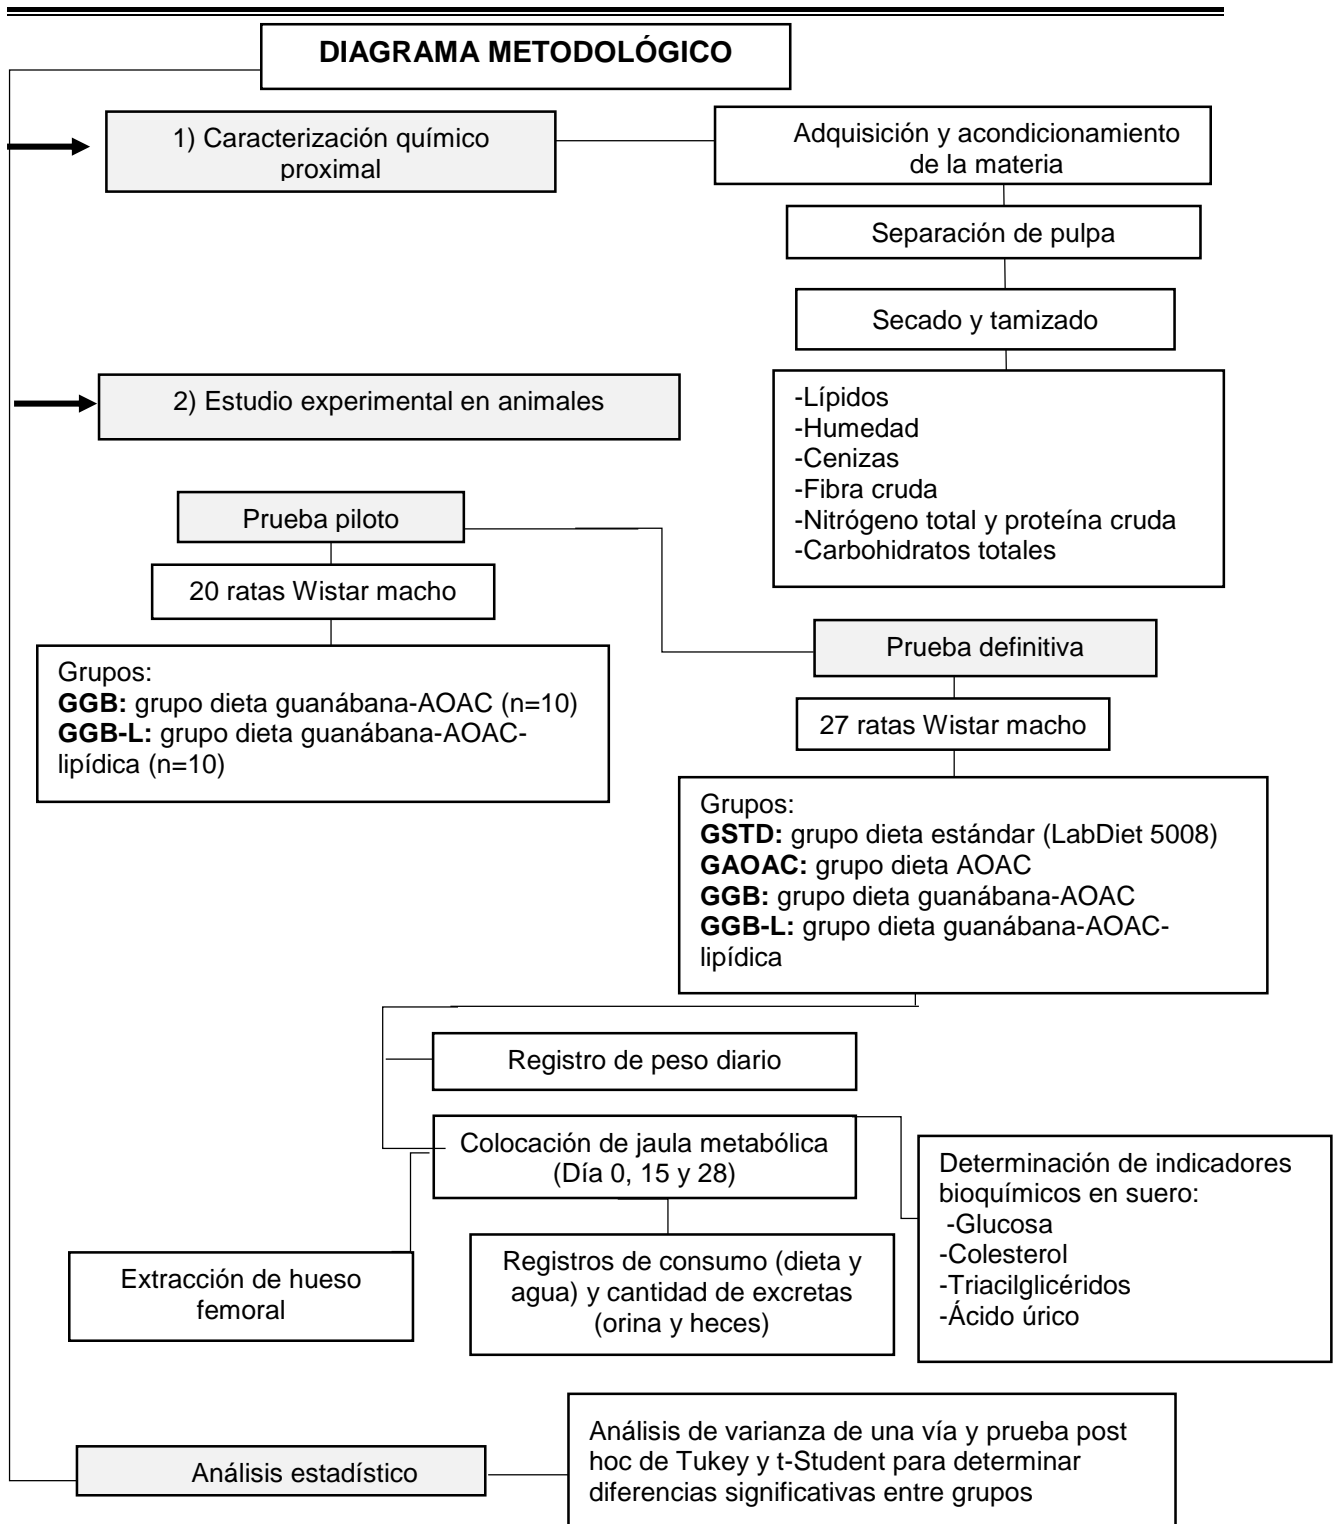 DIAGRAMA METODOLÓGICO
1) Caracterización químico
proximal
Adquisición y acondicionamiento
de la materia
Separación de pulpa
Secado y tamizado
-Lípidos
-Humedad
-Cenizas
-Fibra cruda
-Nitrógeno total y proteína cruda
-Carbohidratos totales
2) Estudio experimental en animales
Prueba piloto
20 ratas Wistar macho
Grupos:
GGB: grupo dieta guanábana-AOAC (n=10)
GGB-L: grupo dieta guanábana-AOAC-
lipídica (n=10)
Prueba definitiva
27 ratas Wistar macho
Grupos:
GSTD: grupo dieta estándar (LabDiet 5008)
GAOAC: grupo dieta AOAC
GGB: grupo dieta guanábana-AOAC
GGB-L: grupo dieta guanábana-AOAC-
lipídica
Registro de peso diario
Colocación de jaula metabólica
(Día 0, 15 y 28)
Determinación de indicadores
bioquímicos en suero:
-Glucosa
-Colesterol
-Triacilglicéridos
-Ácido úrico
Extracción de hueso
femoral
Registros de consumo (dieta y
agua) y cantidad de excretas
(orina y heces)
Análisis estadístico
Análisis de varianza de una vía y prueba post
hoc de Tukey y t-Student para determinar
diferencias significativas entre grupos